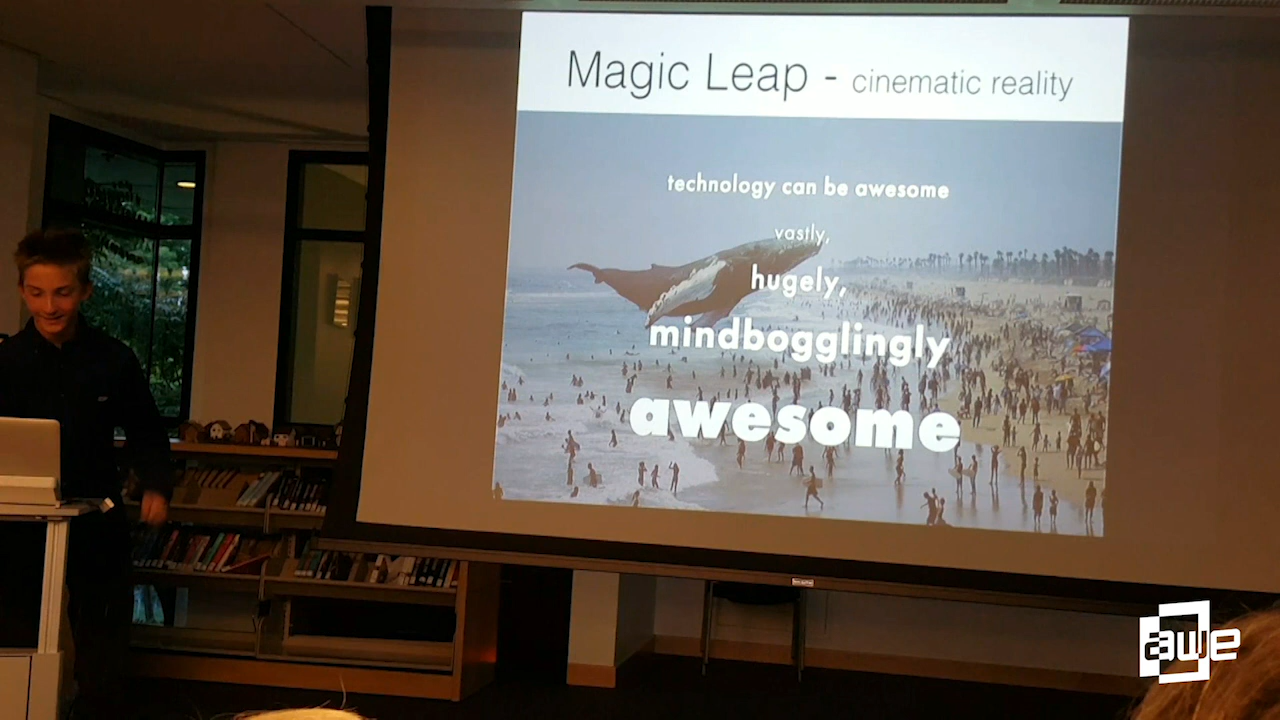 Magic Leap - cinematic reality
technology can be awesome
vastly,
hugely,
mindbogglingly
awesome
awe